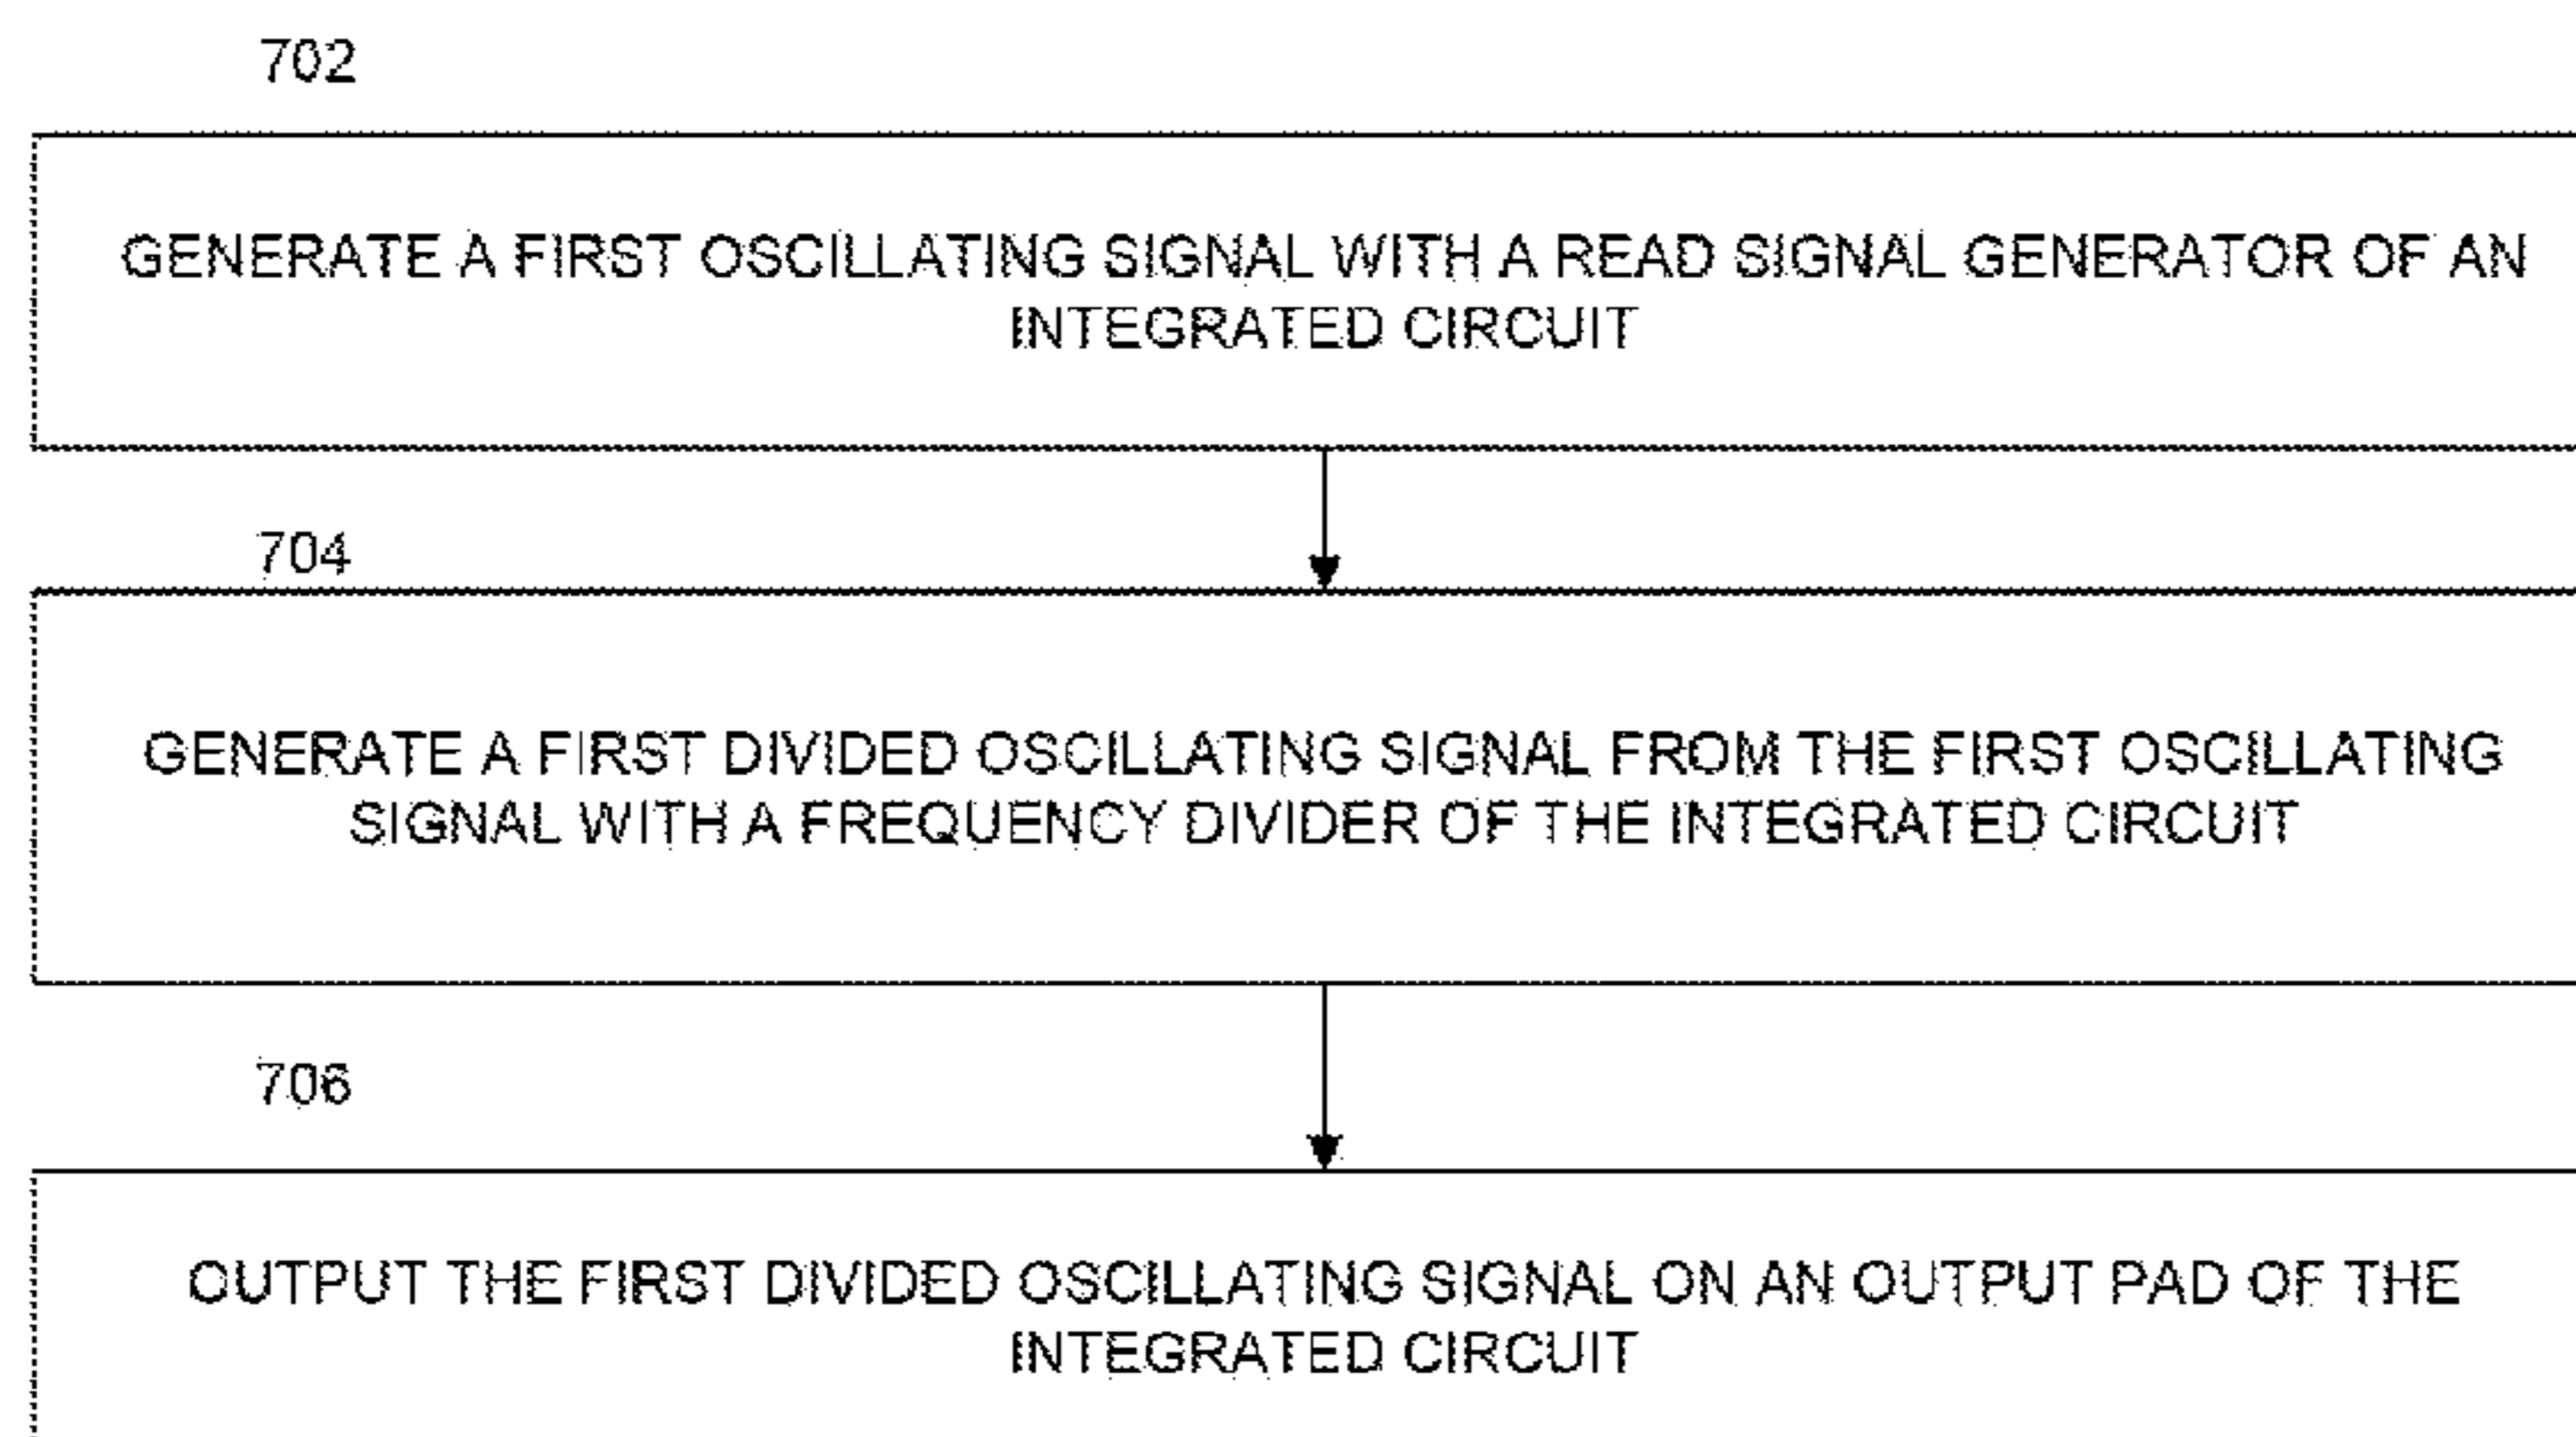 702
GENERATE A FIRST OSCILLATING SIGNAL WITH A READ SIGNAL GENERATOR OF AN
INTEGRATED CIRCUIT
704
GENERATE A FIRST DIVIDED OSCILLATING SIGNAL FROM THE FIRST OSCILLATING
SIGNAL WITH A FREQUENCY DIVIDER OF THE INTEGRATED CIRCUIT
706
OUTPUT THE FIRST DIVIDED OSCILLATING SIGNAL ON AN OUTPUT PAD OF THE
INTEGRATED CIRCUIT